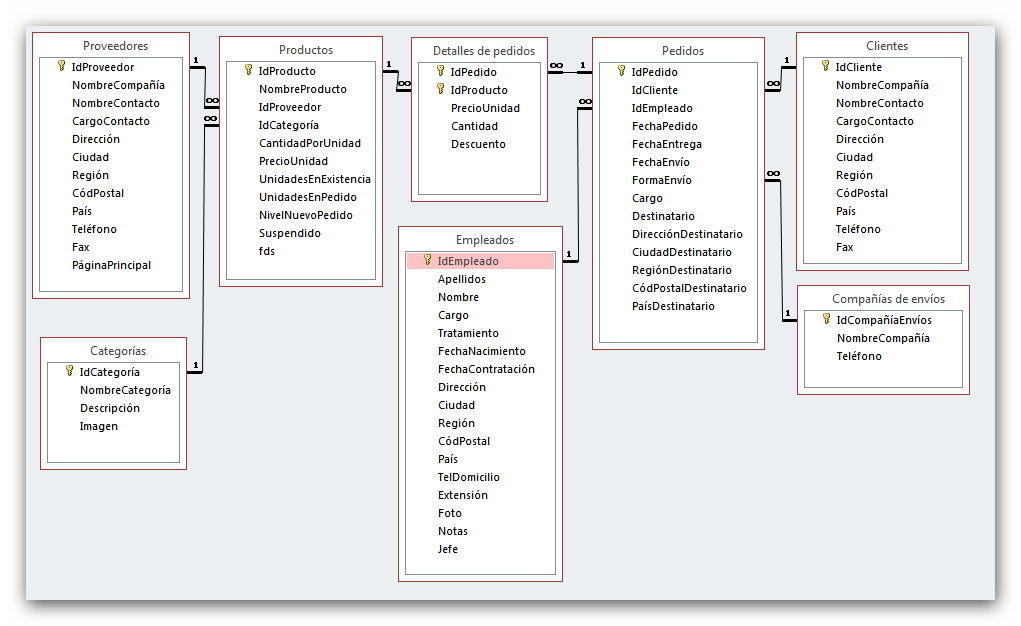 Proveedores
IdProveedor
NombreCompañía
NombreContacto
CargoContacto
Dirección
Ciudad
Región
CódPostal
País
Teléfono
Fax
PáginaPrincipal
1
∞
∞
Categorías
IdCategoría
NombreCategoría
Descripción
Imagen
1
Productos
IdProducto
NombreProducto
IdProveedor
IdCategoría
CantidadPorUnidad
PrecioUnidad
UnidadesEnExistencia
UnidadesEnPedido
NivelNuevoPedido
Suspendido
fds
1
∞
Detalles de pedidos
IdPedido
IdProducto
PrecioUnidad
Cantidad
Descuento
∞ 1
∞
Empleados
IdEmpleado
Apellidos
Nombre
Cargo
Tratamiento
FechaNacimiento
FechaContratación
Dirección
Ciudad
Región
CódPostal
País
TelDomicilio
Extensión
Foto
Notas
Jefe
1
Pedidos
IdPedido
IdCliente
IdEmpleado
FechaPedido
FechaEntrega
FechaEnvío
FormaEnvío
Cargo
Destinatario
DirecciónDestinatario
CiudadDestinatario
RegiónDestinatario
CódPostalDestinatario
PaísDestinatario
1
∞
∞
1
Clientes
IdCliente
NombreCompañía
NombreContacto
CargoContacto
Dirección
Ciudad
Región
CódPostal
País
Teléfono
Fax
Compañías de envíos
IdCompañíaEnvíos
NombreCompañía
Teléfono